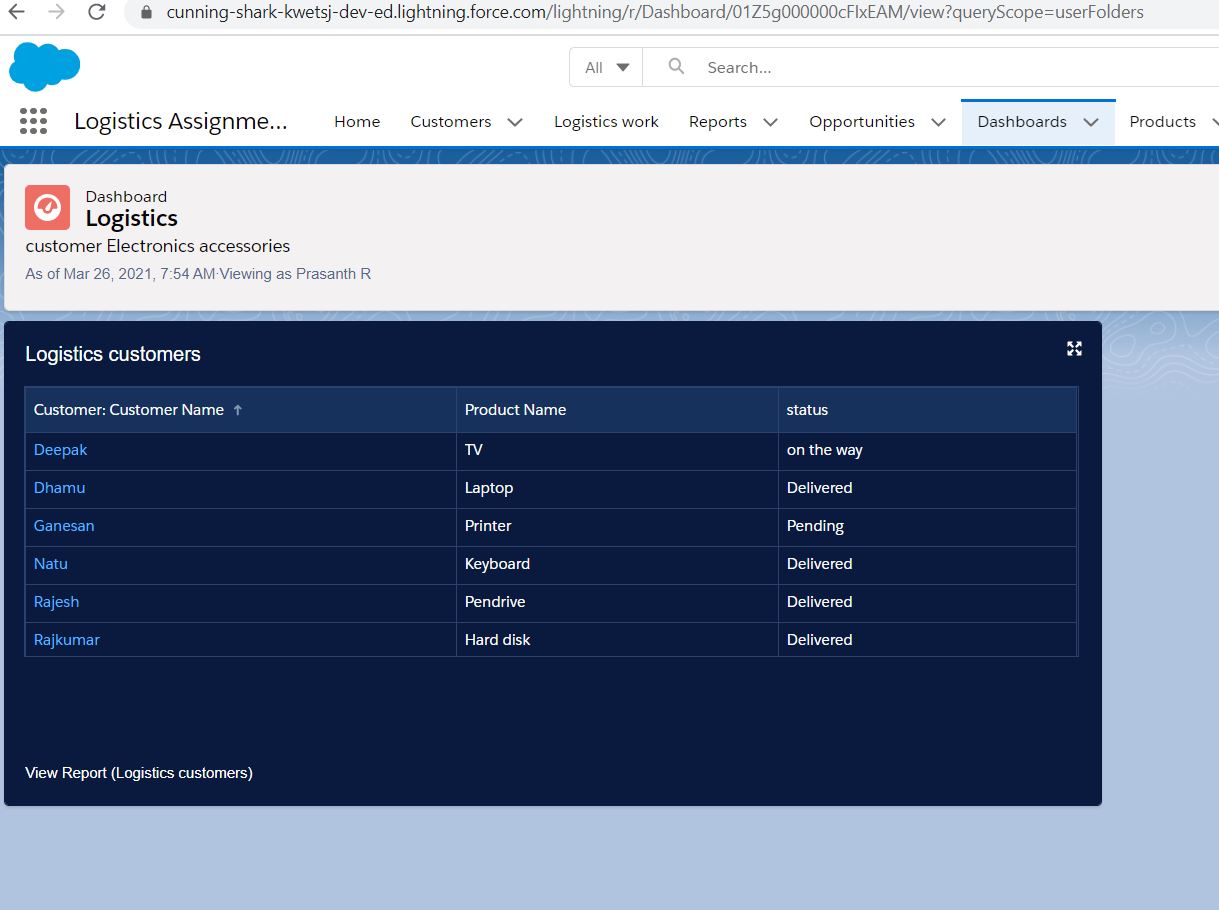 cunning-shark-kwetsj-dev-ed.lightning.force.com/lightning/r/Dashboard/01Z5g000000cFIxEAM/view?queryScope=userFolders
All Search...
Logistics Assignme... Home Customers Logistics work Reports Opportunities Dashboards Products
Dashboard
Logistics
customer Electronics accessories
As of Mar 26, 2021, 7:54 AM·Viewing as Prasanth R
Logistics customers
Customer: Customer Name ↑ Product Name status
Deepak TV on the way
Dhamu Laptop Delivered
Ganesan Printer Pending
Natu Keyboard Delivered
Rajesh Pendrive Delivered
Rajkumar Hard disk Delivered
View Report (Logistics customers)